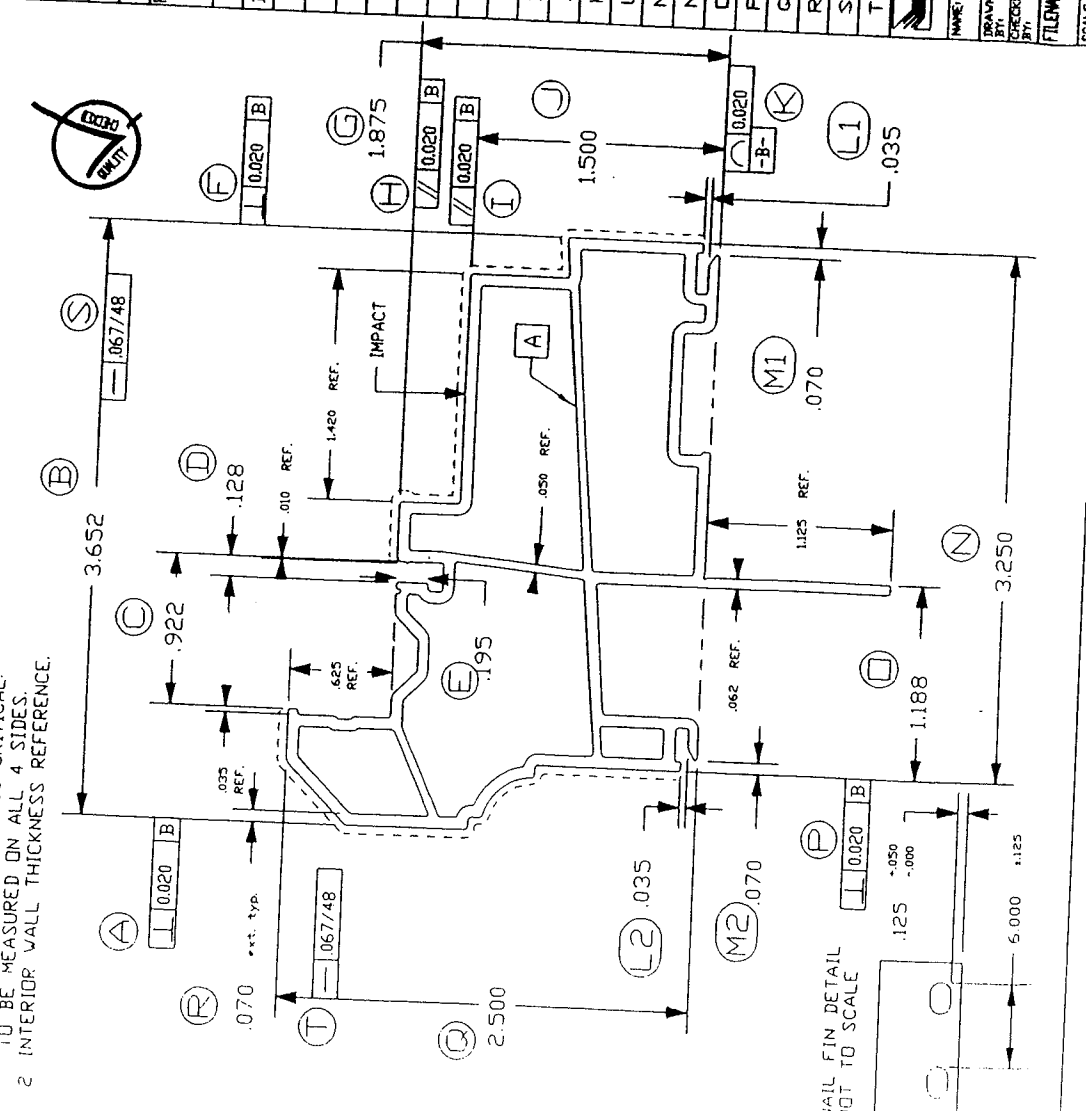 TO BE MEASURED ON ALL 4 SIDES.
2 INTERIOR WALL THICKNESS REFERENCE.
QUALITY
CHECKED
S
.067/48
B
3.652
F
⊥ 0.020 B
G
1.875
H
// 0.020 B
// 0.020 B
I
J
1.500
⌓ 0.020
-B-
K
L1
.035
C
.922
D
.128
.010 REF.
1.420 REF.
IMPACT
A
.050 REF.
.625
REF.
E
.195
.035
REF.
A
⊥ 0.020 B
R
.070 ext. typ.
T
.067/48
Q
2.500
M1
.070
1.125 REF.
N
3.250
.062 REF.
O
1.188
L2
.035
M2
.070
P
⊥ 0.020 B
FIN DETAIL
TO SCALE
.125 +.050
-.000
6.000 ±.125
T
NAME:
DRAWN
BY:
CHECK
BY: